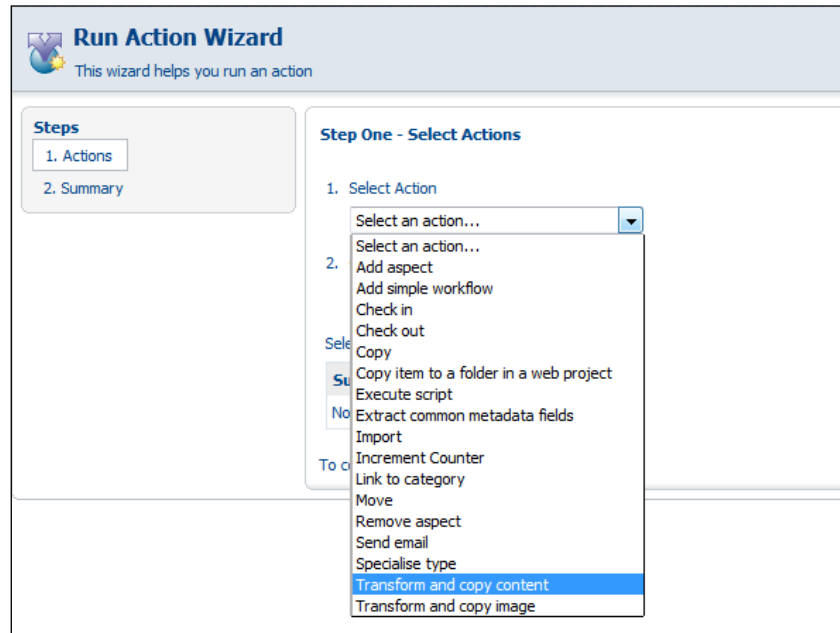 Run Action Wizard
This wizard helps you run an action
Steps
1. Actions
2. Summary
Step One - Select Actions
1. Select Action
Select an action...
Select an action...
2.
Add aspect
Add simple workflow
Check in
Check out
Copy
Copy item to a folder in a web project
Execute script
Extract common metadata fields
Import
Increment Counter
Link to category
Move
Remove aspect
Send email
Specialise type
Transform and copy content
Transform and copy image